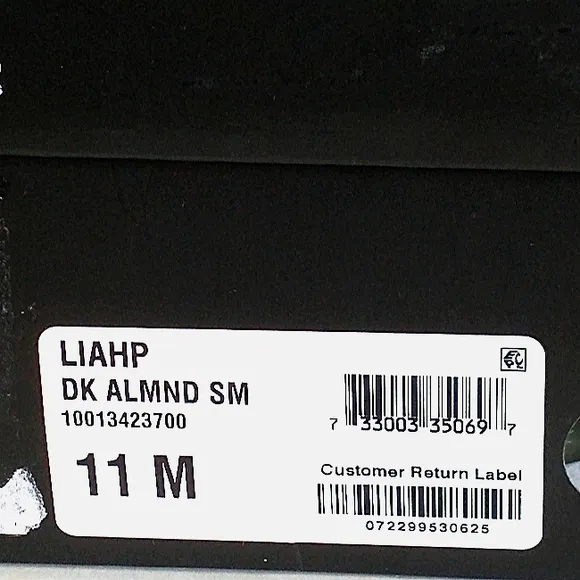 LIAHP
DK ALMND SM
10013423700
11 M
7 33003 35069 7
Customer Return Label
072299530625